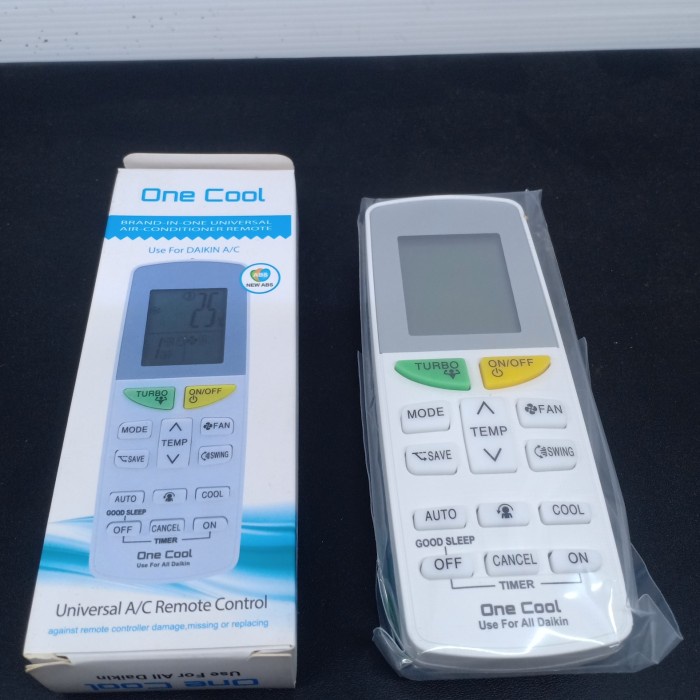 One Cool
BRAND-IN-ONE UNIVERSAL
AIR-CONDITIONER REMOTE
Use For DAIKIN A/C
ABS
NEW ABS
25
TURBO
ON/OFF
MODE
TEMP
FAN
SAVE
SWING
AUTO
COOL
GOOD SLEEP
OFF
CANCEL
ON
TIMER
One Cool
Use For All Daikin
Universal A/C Remote Control
against remote controller damage,missing or replacing
One Cool
Use For All Daikin
TURBO
ON/OFF
MODE
TEMP
FAN
SAVE
SWING
AUTO
COOL
GOOD SLEEP
OFF
CANCEL
ON
TIMER
One Cool
Use For All Daikin